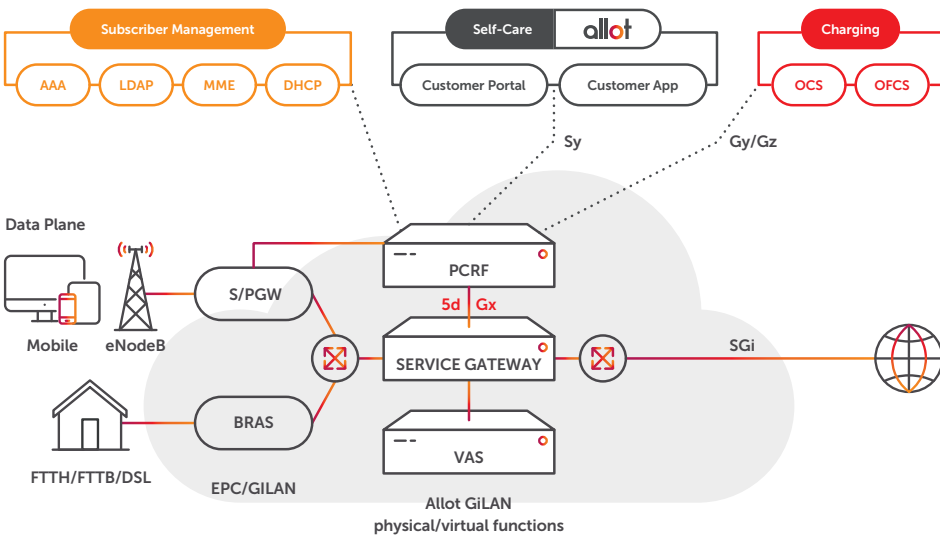 Subscriber Management
Self-Care
allot
Charging
AAA
LDAP
MME
DHCP
Customer Portal
Customer App
OCS
OFCS
Sy
Gy/Gz
Data Plane
Mobile
eNodeB
S/PGW
PCRF
5d
Gx
SERVICE GATEWAY
SGi
BRAS
VAS
FTTH/FTTB/DSL
EPC/GILAN
Allot GiLAN
physical/virtual functions